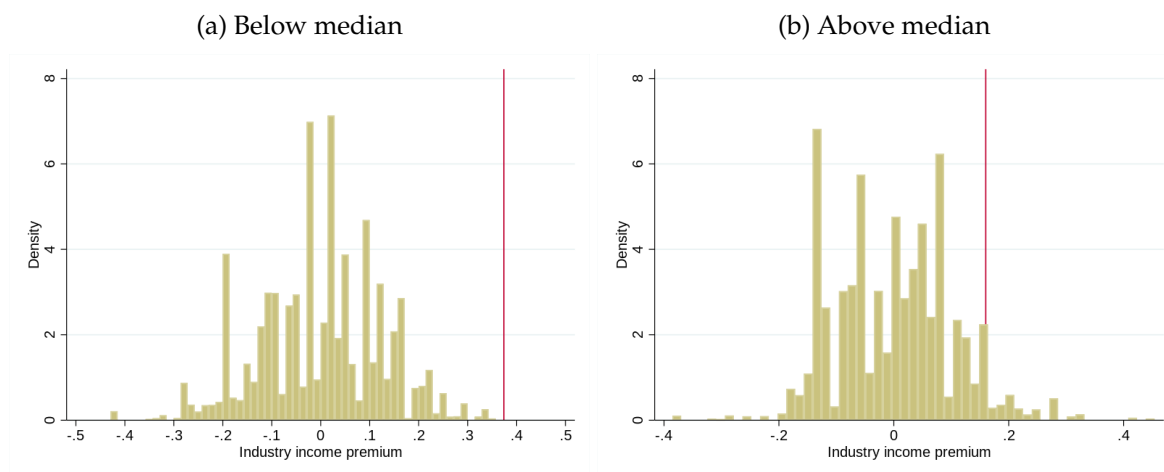 (a) Below median
8
6
4
2
0
Density
-.5 -.4 -.3 -.2 -.1 0 .1 .2 .3 .4 .5
Industry income premium
(b) Above median
8
6
4
2
0
Density
-.4 -.2 0 .2 .4
Industry income premium